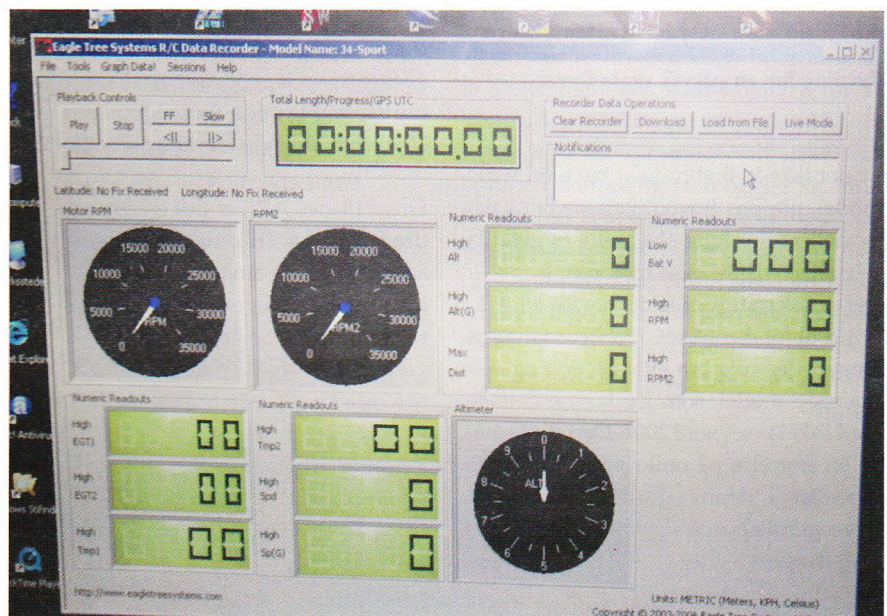 Eagle Tree Systems R/C Data Recorder - Model Name: 34-Sport
File Tools Graph Data! Sessions Help
Playback Controls
Play
Stop
FF
Slow
<||
||>
Total Length/Progress/GPS UTC
00:00:00.00
Recorder Data Operations
Clear Recorder
Download
Load from File
Live Mode
Notifications
Latitude: No Fix Received Longitude: No Fix Received
Motor RPM
0
5000
10000
15000
20000
25000
30000
35000
RPM
RPM2
0
5000
10000
15000
20000
25000
30000
35000
RPM2
Numeric Readouts
High Alt
0
High Alt(G)
0
Max Dist
0
Numeric Readouts
Low Bat V
000
High RPM
0
High RPM2
0
Numeric Readouts
High EGT1
00
High EGT2
00
High Tmp1
00
Numeric Readouts
High Tmp2
00
High Spd
0
High Sp(G)
0
Altimeter
0
1
2
3
4
5
6
7
8
9
ALT
http://www.eagletreesystems.com
Units: METRIC (Meters, KPH, Celsius)
Copyright © 2003-2006 Eagle Tree